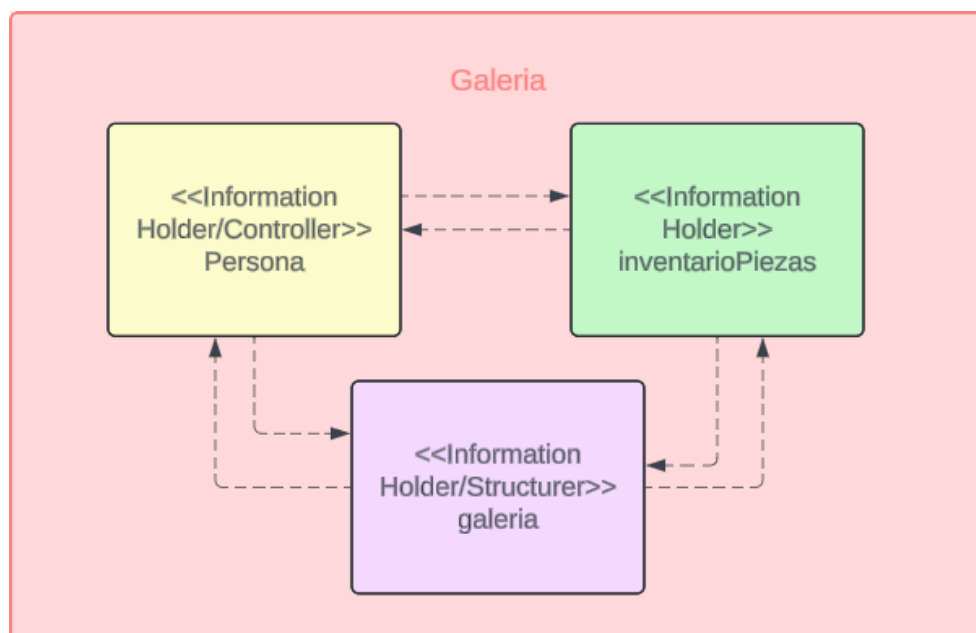 Galeria
<<Information
Holder/Controller>>
Persona
<<Information
Holder>>
inventarioPiezas
<<Information
Holder/Structurer>>
galeria